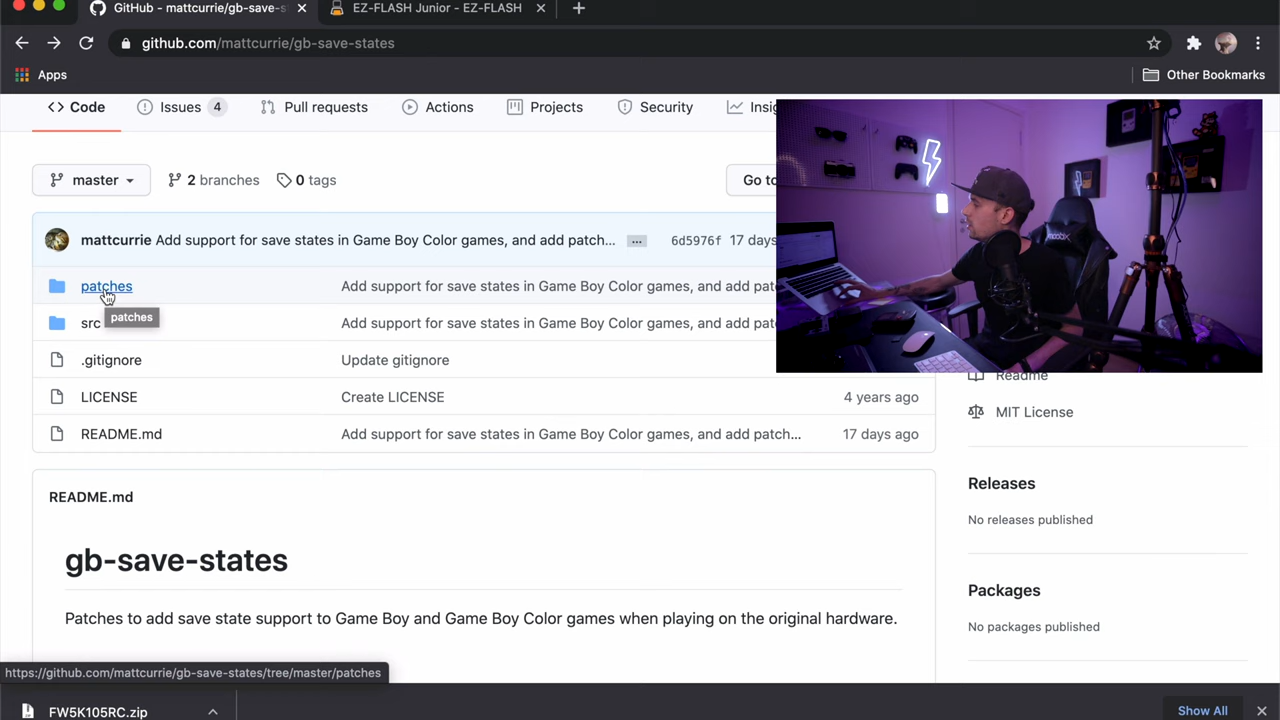 GitHub - mattcurrie/gb-save-s
EZ-FLASH Junior - EZ-FLASH
github.com/mattcurrie/gb-save-states
Apps
Other Bookmarks
<> Code
Issues 4
Pull requests
Actions
Projects
Security
master
2 branches
0 tags
mattcurrie Add support for save states in Game Boy Color games, and add patch... ... 6d5976f 17 days
patches Add support for save states in Game Boy Color games, and add pa
patches
src Add support for save states in Game Boy Color games, and add pa
.gitignore Update gitignore
LICENSE Create LICENSE 4 years ago
README.md Add support for save states in Game Boy Color games, and add patch... 17 days ago
Readme
MIT License
Releases
No releases published
Packages
No packages published
README.md
gb-save-states
Patches to add save state support to Game Boy and Game Boy Color games when playing on the original hardware.
https://github.com/mattcurrie/gb-save-states/tree/master/patches
FW5K105RC.zip
Show All